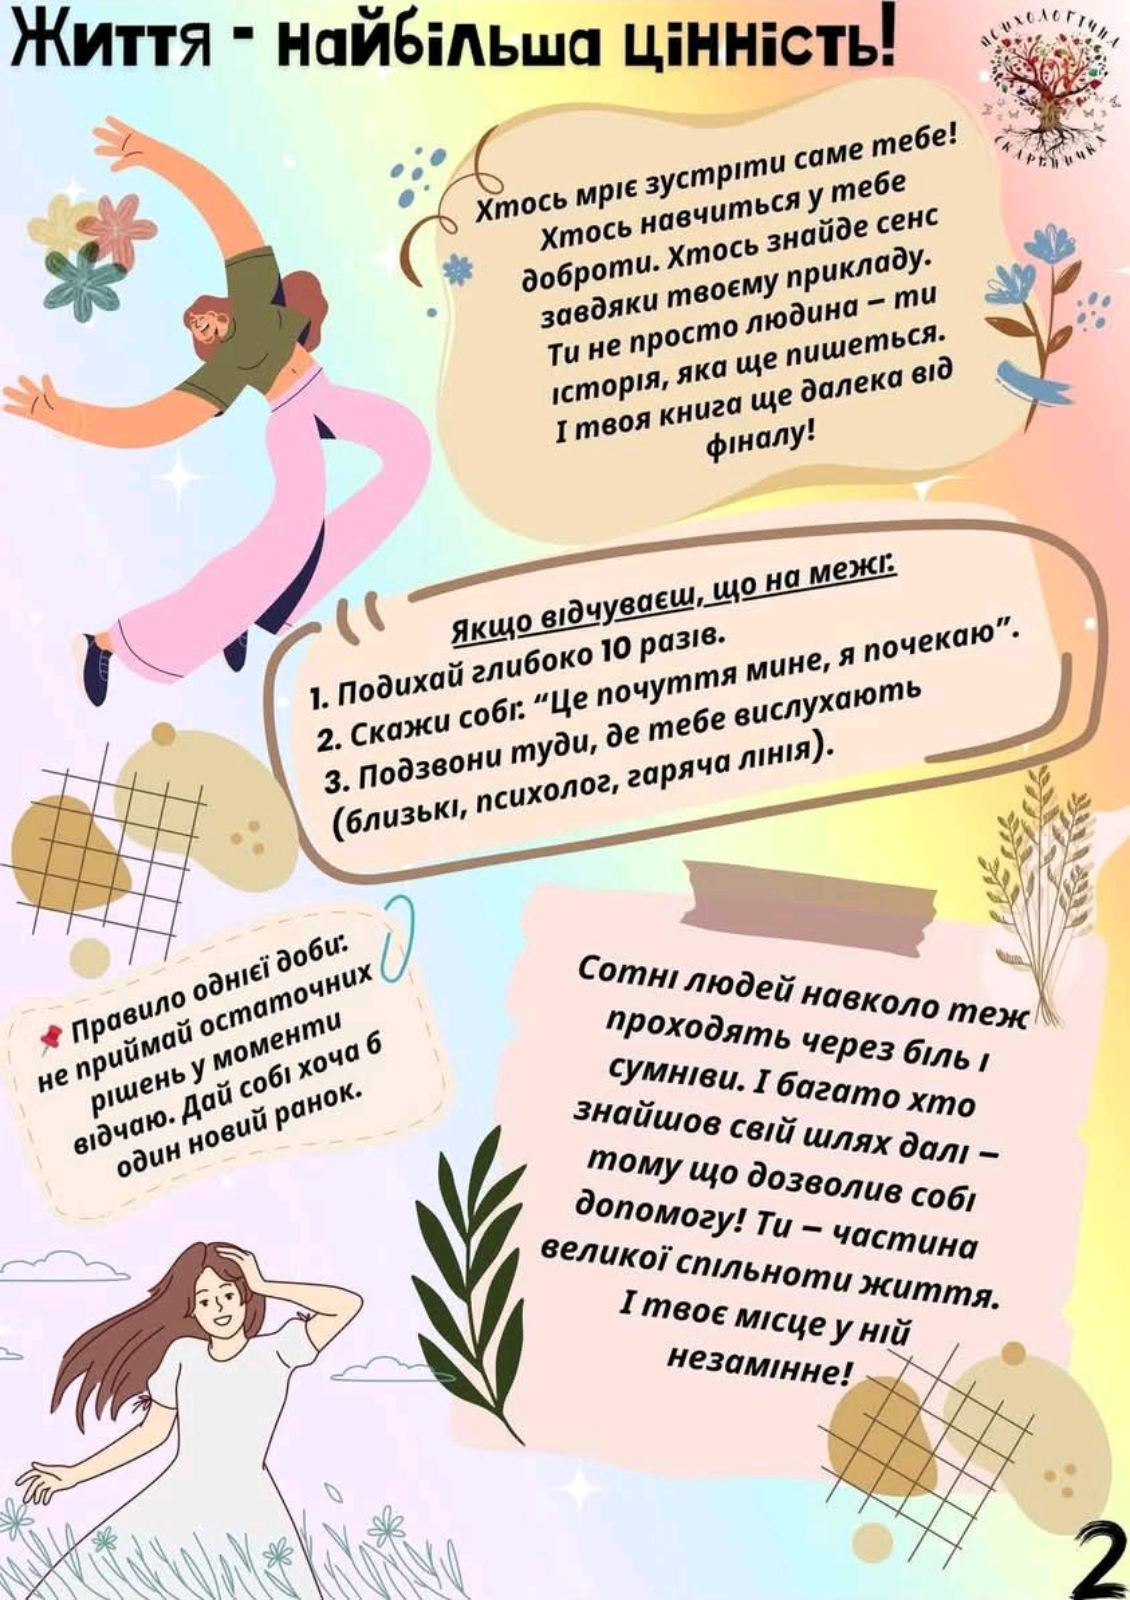 Життя - найбільша цінність!
ПСИХОЛОГІЧНА
СКАРБНИЧКА
Хтось мріє зустріти саме тебе!
Хтось навчиться у тебе
доброти. Хтось знайде сенс
завдяки твоєму прикладу.
Ти не просто людина – ти
історія, яка ще пишеться.
І твоя книга ще далека від
фіналу!
Якщо відчуваєш, що на межі:
1. Подихай глибоко 10 разів.
2. Скажи собі: “Це почуття мине, я почекаю”.
3. Подзвони туди, де тебе вислухають
(близькі, психолог, гаряча лінія).
Правило однієї доби:
не приймай остаточних
рішень у моменти
відчаю. Дай собі хоча б
один новий ранок.
Сотні людей навколо теж
проходять через біль і
сумніви. І багато хто
знайшов свій шлях далі –
тому що дозволив собі
допомогу! Ти – частина
великої спільноти життя.
І твоє місце у ній
незамінне!
2